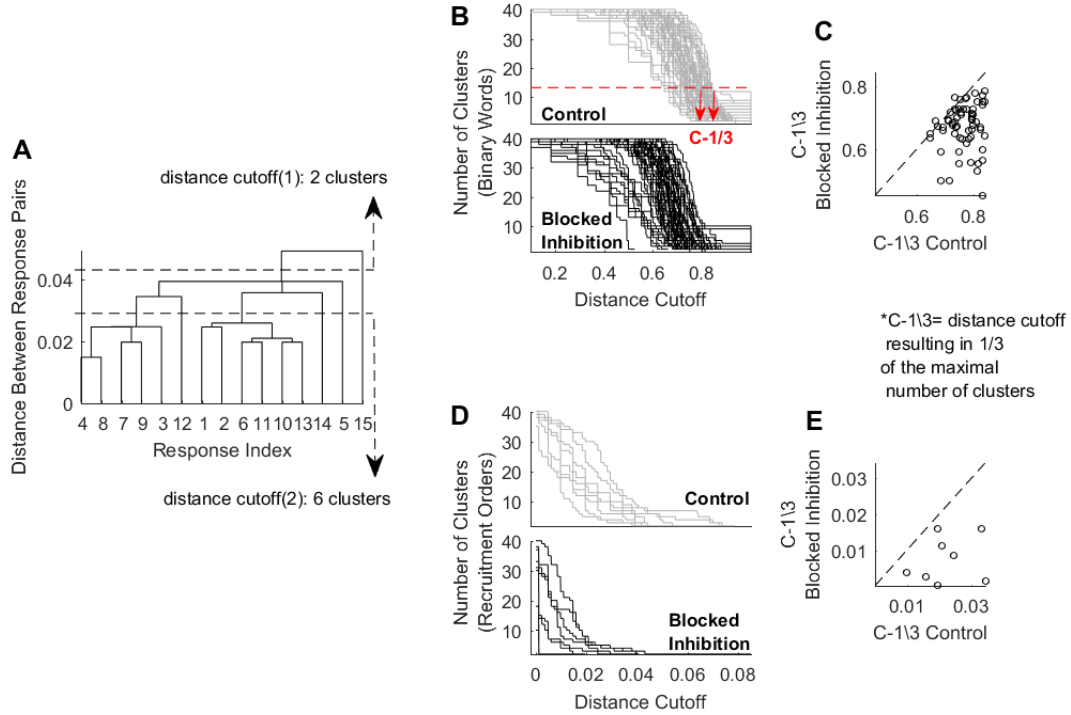 A
distance cutoff(1): 2 clusters
Distance Between Response Pairs
0.04
0.02
0
4 8 7 9 3 12 1 2 6 11 10 13 14 5 15
Response Index
distance cutoff(2): 6 clusters
B
Number of Clusters
(Binary Words)
40
30
20
10
Control
C-1/3
40
30
20
10
Blocked
Inhibition
0.2 0.4 0.6 0.8
Distance Cutoff
C
C-1\3
Blocked Inhibition
0.8
0.6
0.6 0.8
C-1\3 Control
*C-1\3= distance cutoff
resulting in 1/3
of the maximal
number of clusters
D
Number of Clusters
(Recruitment Orders)
40
30
20
10
Control
40
30
20
10
Blocked
Inhibition
0 0.02 0.04 0.06 0.08
Distance Cutoff
E
C-1\3
Blocked Inhibition
0.03
0.02
0.01
0.01 0.03
C-1\3 Control